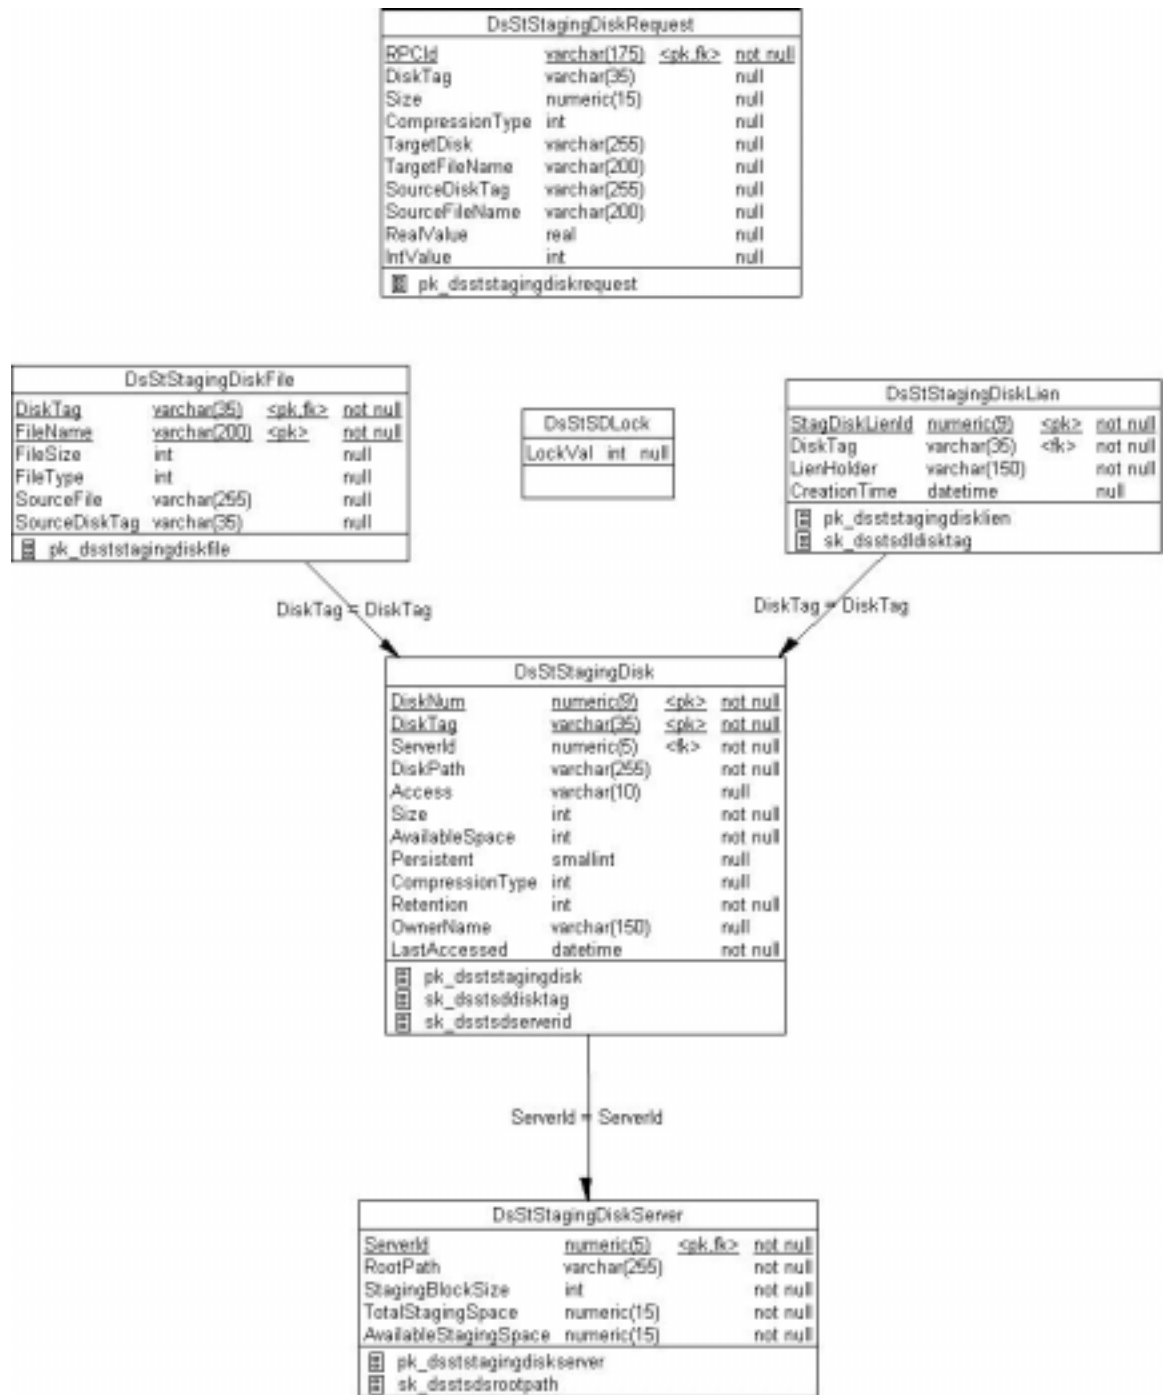 DsStStagingDiskRequest
RPCId varchar(175) <pk,fk> not null
DiskTag varchar(35) null
Size numeric(15) null
CompressionType int null
TargetDisk varchar(255) null
TargetFileName varchar(200) null
SourceDiskTag varchar(255) null
SourceFileName varchar(200) null
RealValue real null
IntValue int null
pk_dsststagingdiskrequest
DsStStagingDiskFile
DiskTag varchar(35) <pk,fk> not null
FileName varchar(200) <pk> not null
FileSize int null
FileType int null
SourceFile varchar(255) null
SourceDiskTag varchar(35) null
pk_dsststagingdiskfile
DsStSDLock
LockVal int null
DsStStagingDiskLien
StagDiskLienId numeric(9) <pk> not null
DiskTag varchar(35) <fk> not null
LienHolder varchar(150) not null
CreationTime datetime null
pk_dsststagingdisklien
sk_dsstsdldisktag
DiskTag = DiskTag
DiskTag = DiskTag
DsStStagingDisk
DiskNum numeric(9) <pk> not null
DiskTag varchar(35) <pk> not null
ServerId numeric(5) <fk> not null
DiskPath varchar(255) not null
Access varchar(10) null
Size int not null
AvailableSpace int not null
Persistent smallint null
CompressionType int null
Retention int not null
OwnerName varchar(150) null
LastAccessed datetime not null
pk_dsststagingdisk
sk_dsstsddisktag
sk_dsstsdserverid
ServerId = ServerId
DsStStagingDiskServer
ServerId numeric(5) <pk,fk> not null
RootPath varchar(255) not null
StagingBlockSize int not null
TotalStagingSpace numeric(15) not null
AvailableStagingSpace numeric(15) not null
pk_dsststagingdiskserver
sk_dsstsdsrootpath